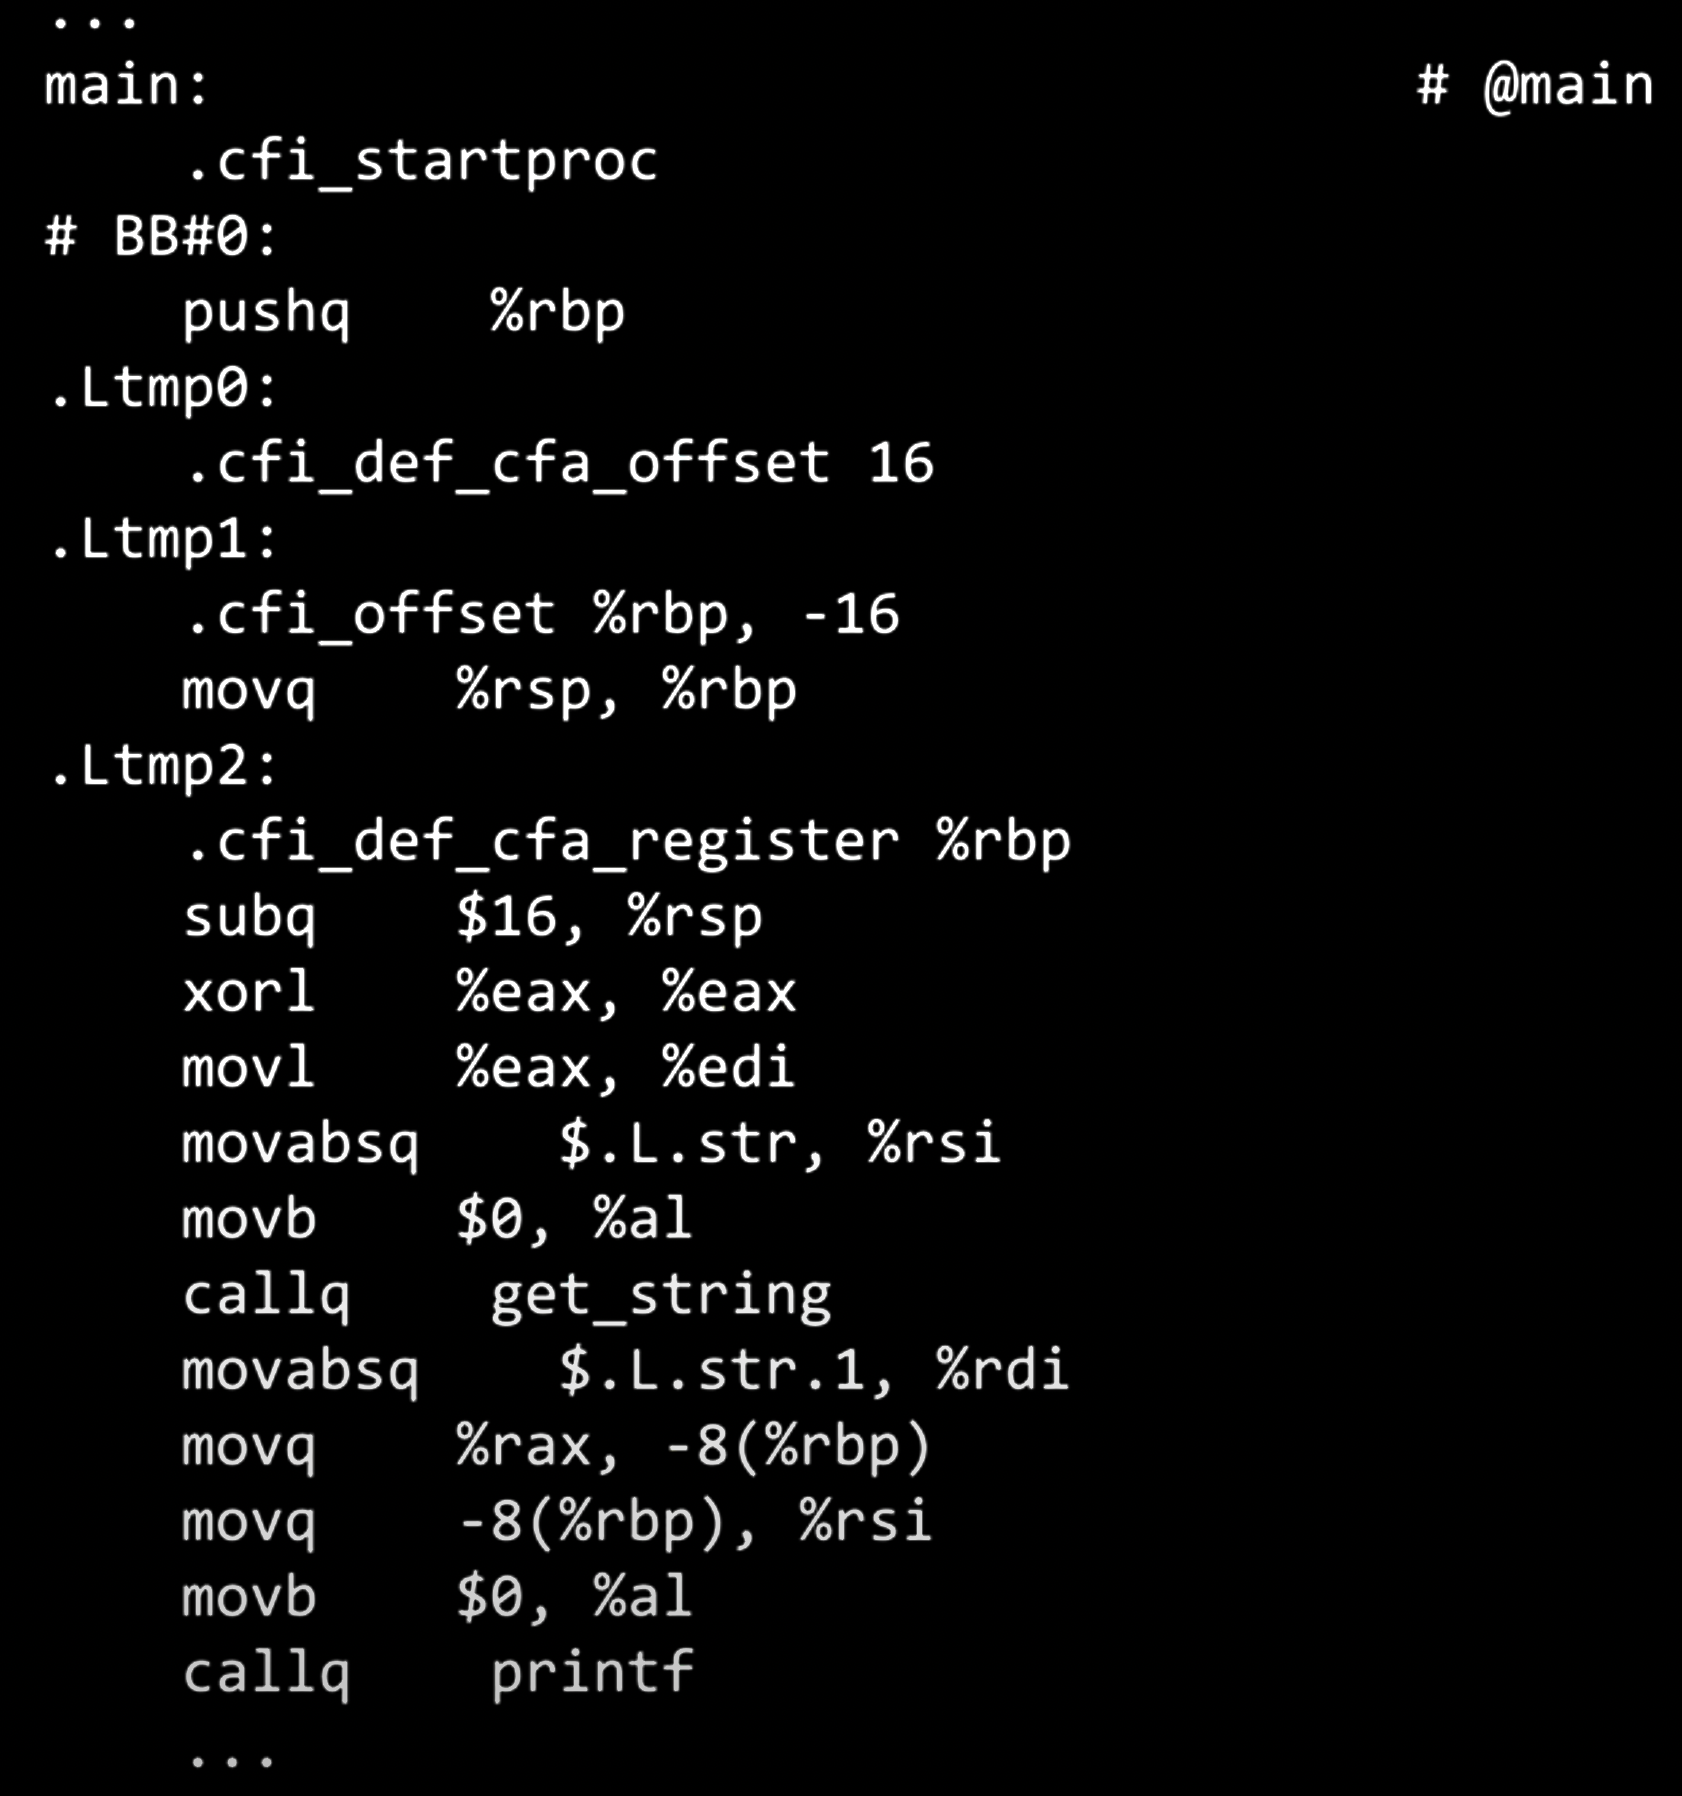 ...
main:                                   # @main
    .cfi_startproc
# BB#0:
    pushq    %rbp
.Ltmp0:
    .cfi_def_cfa_offset 16
.Ltmp1:
    .cfi_offset %rbp, -16
    movq    %rsp, %rbp
.Ltmp2:
    .cfi_def_cfa_register %rbp
    subq    $16, %rsp
    xorl    %eax, %eax
    movl    %eax, %edi
    movabsq    $.L.str, %rsi
    movb    $0, %al
    callq    get_string
    movabsq    $.L.str.1, %rdi
    movq    %rax, -8(%rbp)
    movq    -8(%rbp), %rsi
    movb    $0, %al
    callq    printf
    ...